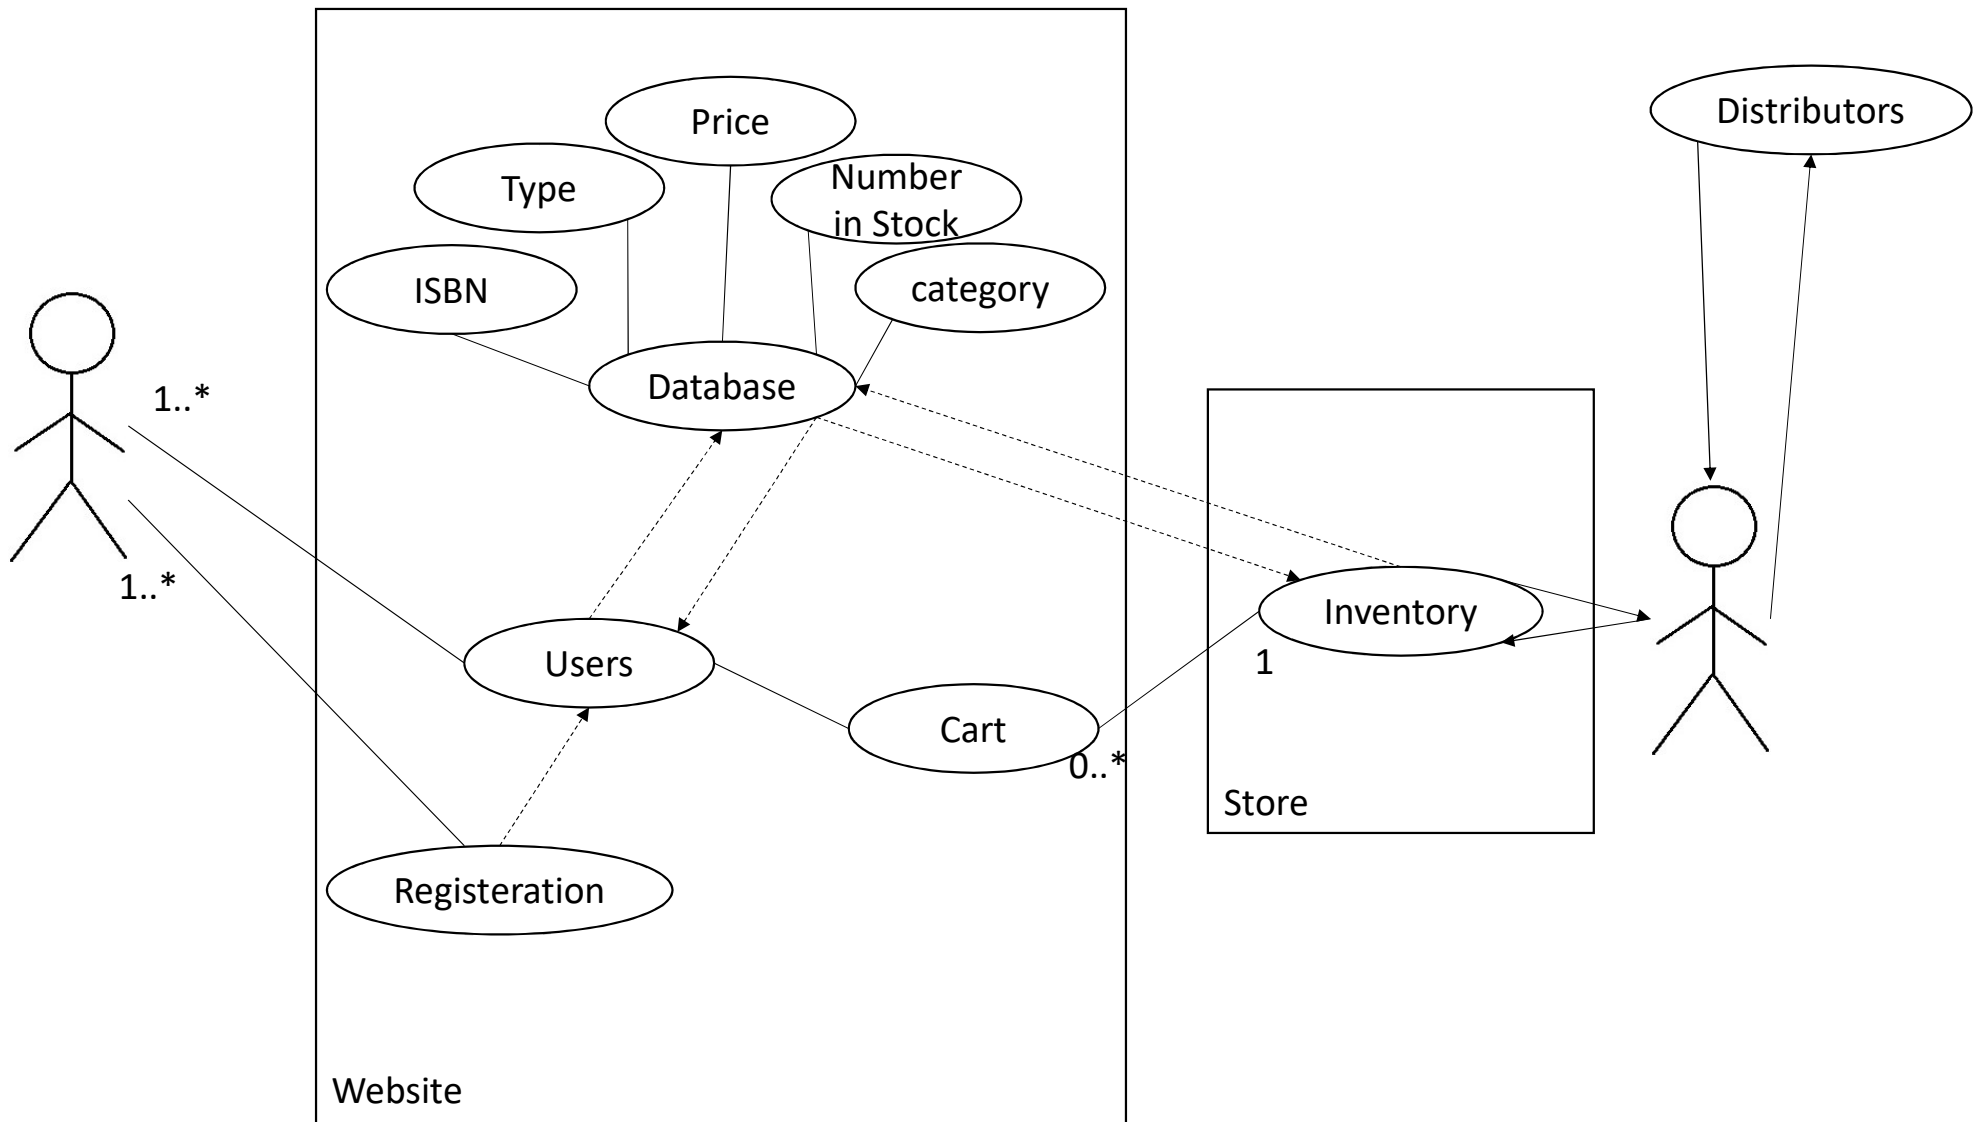 Price
Distributors
Type
Number
in Stock
ISBN
category
Database
1..*
1..*
Inventory
Users
1
Cart
0..*
Store
Registeration
Website